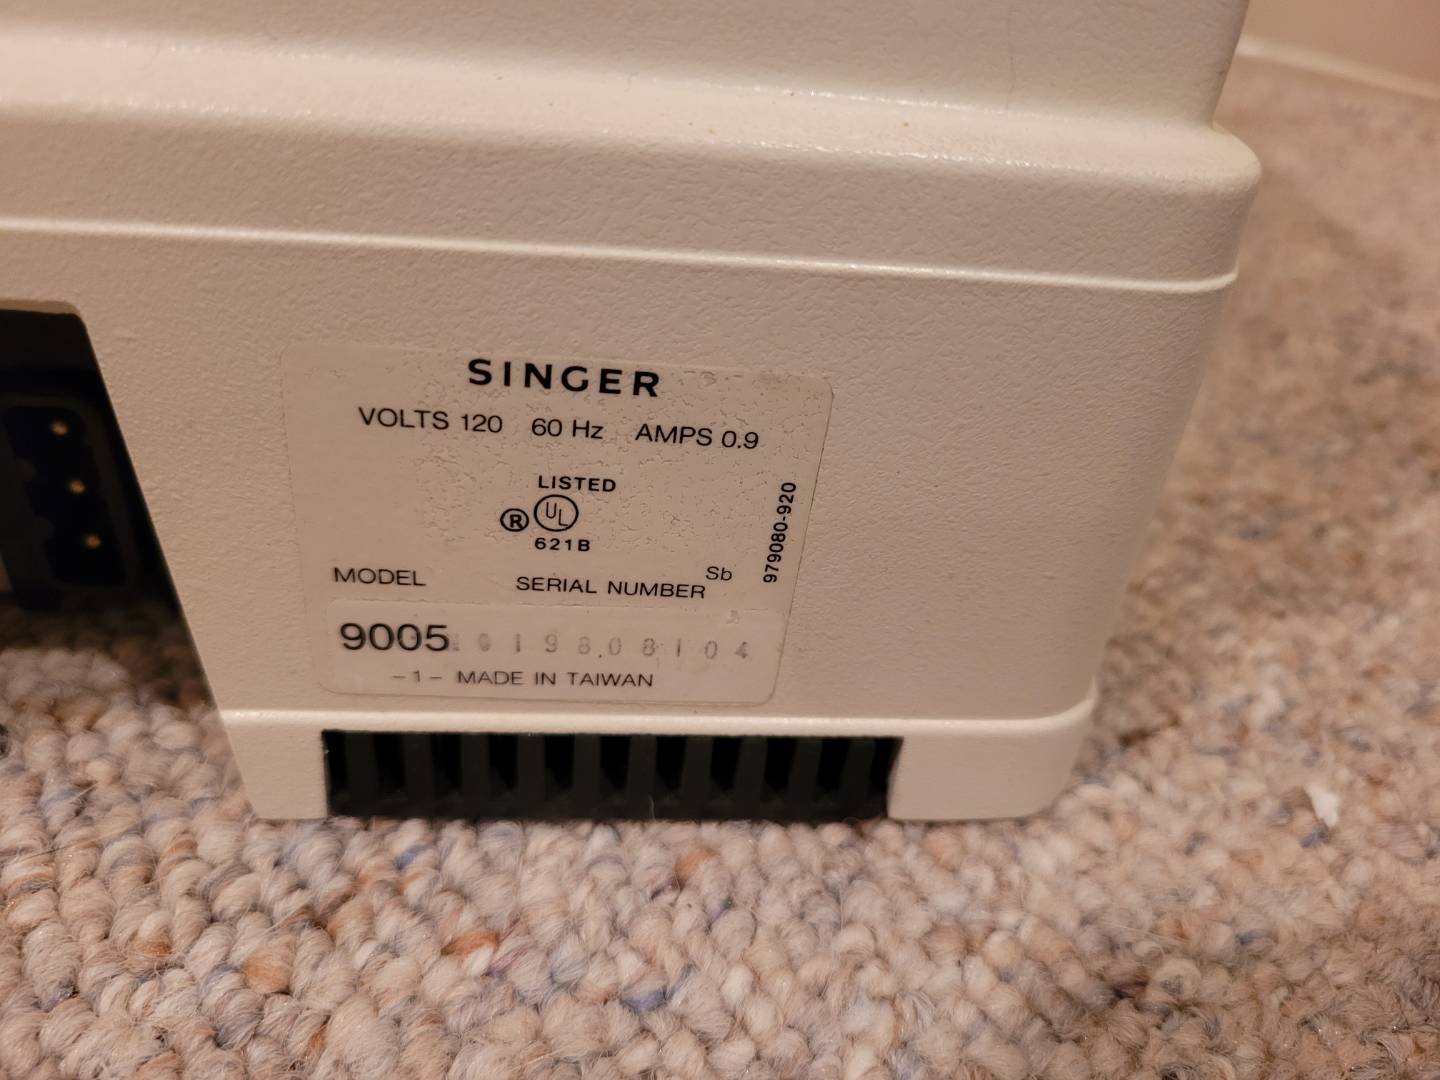 SINGER
VOLTS 120 60 Hz AMPS 0.9
LISTED
® UL
621B
979080-920
MODEL SERIAL NUMBER Sb
9005
-1- MADE IN TAIWAN